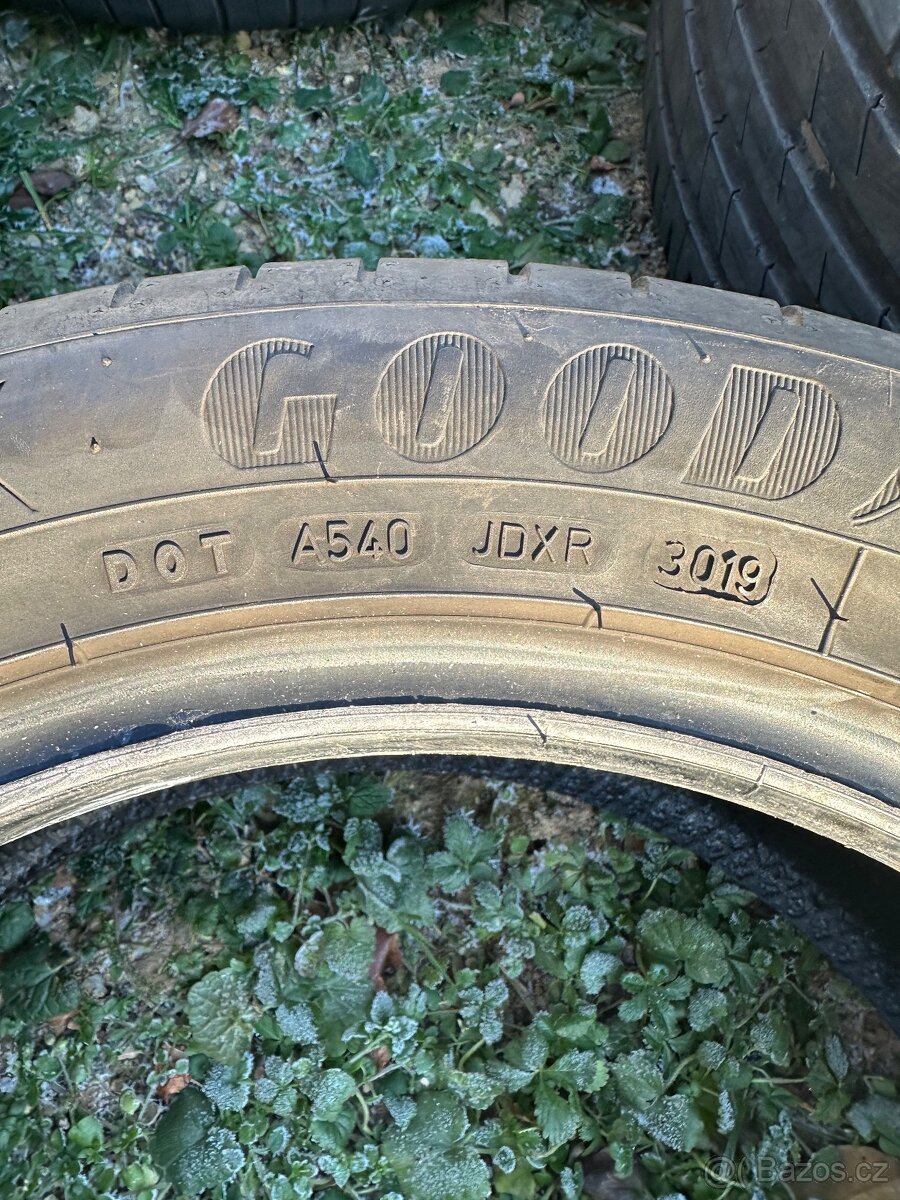 GOOD
DOT A540 JDXR 3019
@ Bazos.cz